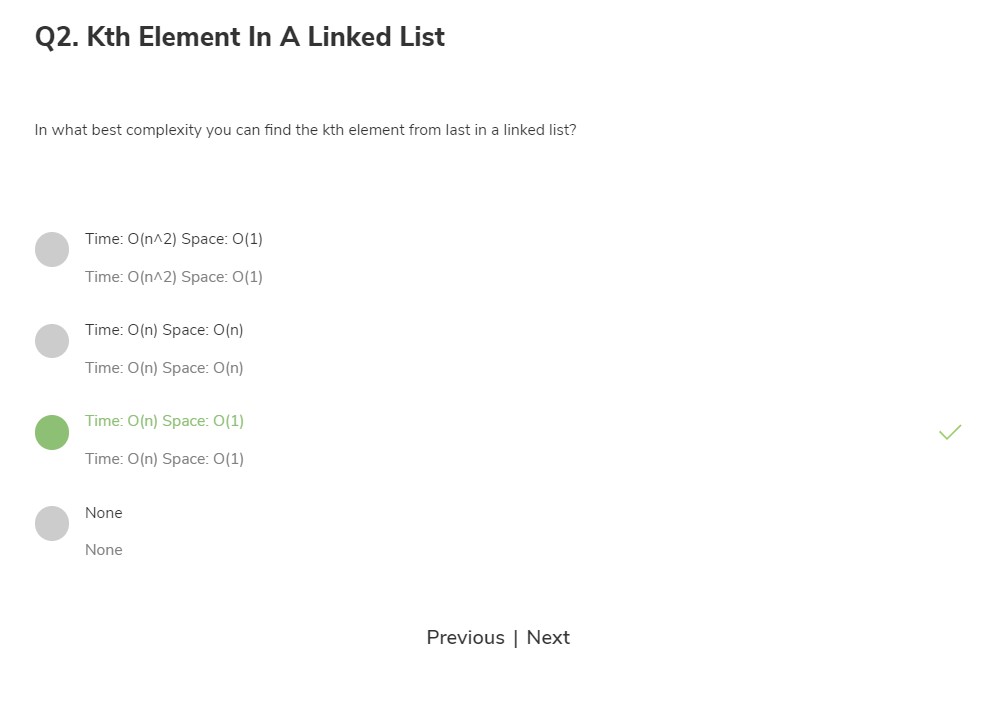 Q2. Kth Element In A Linked List
In what best complexity you can find the kth element from last in a linked list?
Time: O(n^2) Space: O(1)
Time: O(n^2) Space: O(1)
Time: O(n) Space: O(n)
Time: O(n) Space: O(n)
Time: O(n) Space: O(1)
Time: O(n) Space: O(1)
None
None
Previous | Next